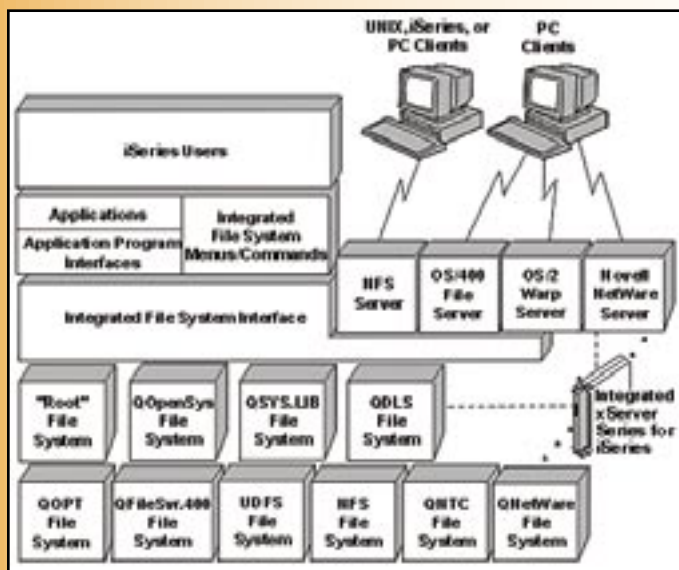 UNIX,iSeries, or
PC Clients
PC
Clients
iSeries Users
Applications
Application Program
Interfaces
Integrated
File System
Menus/Commands
NFS
Server
OS/400
File
Server
OS/2
Warp
Server
Novell
NetWare
Server
Integrated File System Interface
"Root"
File
System
QOpenSys
File
System
QSYS.LIB
File
System
QDLS
File
System
Integrated
xServer
Series for
iSeries
QOPT
File
System
QFileSvr.400
File
System
UDFS
File
System
NFS
File
System
QNTC
File
System
QNetWare
File
System